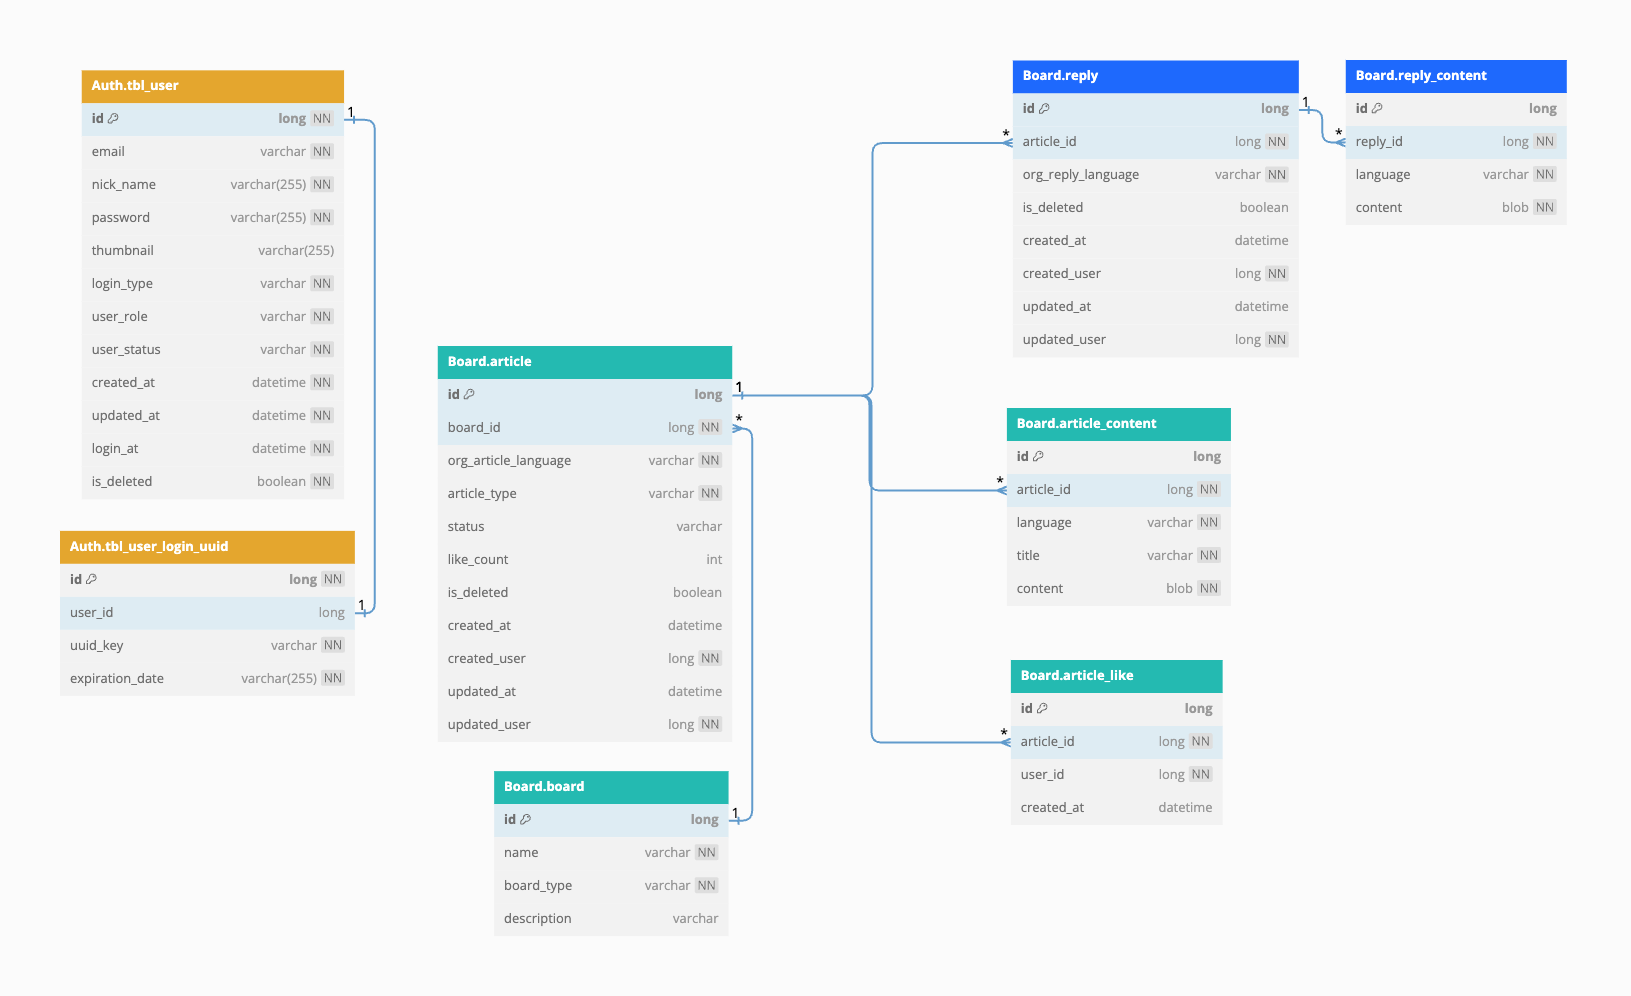 Auth.tbl_user
id long NN
email varchar NN
nick_name varchar(255) NN
password varchar(255) NN
thumbnail varchar(255)
login_type varchar NN
user_role varchar NN
user_status varchar NN
created_at datetime NN
updated_at datetime NN
login_at datetime NN
is_deleted boolean NN
1
Auth.tbl_user_login_uuid
id long NN
user_id long
uuid_key varchar NN
expiration_date varchar(255) NN
1
Board.article
id long
board_id long NN
org_article_language varchar NN
article_type varchar NN
status varchar
like_count int
is_deleted boolean
created_at datetime
created_user long NN
updated_at datetime
updated_user long NN
1
*
Board.board
id long
name varchar NN
board_type varchar NN
description varchar
1
*
Board.reply
id long
article_id long NN
org_reply_language varchar NN
is_deleted boolean
created_at datetime
created_user long NN
updated_at datetime
updated_user long NN
1
*
Board.reply_content
id long
reply_id long NN
language varchar NN
content blob NN
*
Board.article_content
id long
article_id long NN
language varchar NN
title varchar NN
content blob NN
*
Board.article_like
id long
article_id long NN
user_id long NN
created_at datetime